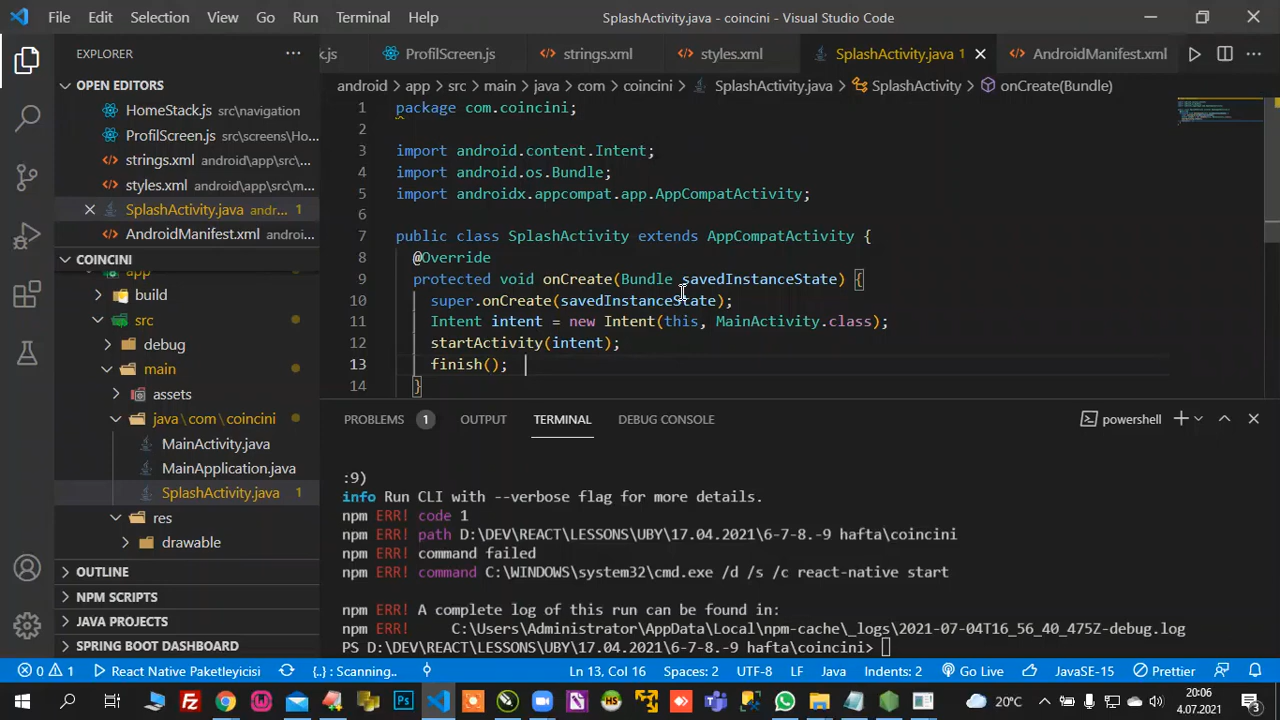 File Edit Selection View Go Run Terminal Help SplashActivity.java - coincini - Visual Studio Code
EXPLORER
k.js ProfilScreen.js strings.xml styles.xml SplashActivity.java 1 AndroidManifest.xml
OPEN EDITORS
HomeStack.js src\navigation
ProfilScreen.js src\screens\Ho...
strings.xml android\app\src\...
styles.xml android\app\src\m...
SplashActivity.java andr... 1
AndroidManifest.xml androi...
COINCINI
app
build
src
debug
main
assets
java\com\coincini
MainActivity.java
MainApplication.java
SplashActivity.java 1
res
drawable
OUTLINE
NPM SCRIPTS
JAVA PROJECTS
SPRING BOOT DASHBOARD
android > app > src > main > java > com > coincini > SplashActivity.java > SplashActivity > onCreate(Bundle)
1 package com.coincini;
2
3 import android.content.Intent;
4 import android.os.Bundle;
5 import androidx.appcompat.app.AppCompatActivity;
6
7 public class SplashActivity extends AppCompatActivity {
8 @Override
9 protected void onCreate(Bundle savedInstanceState) {
10 super.onCreate(savedInstanceState);
11 Intent intent = new Intent(this, MainActivity.class);
12 startActivity(intent);
13 finish();
14 }
PROBLEMS 1 OUTPUT TERMINAL DEBUG CONSOLE powershell
:9)
info Run CLI with --verbose flag for more details.
npm ERR! code 1
npm ERR! path D:\DEV\REACT\LESSONS\UBY\17.04.2021\6-7-8.-9 hafta\coincini
npm ERR! command failed
npm ERR! command C:\WINDOWS\system32\cmd.exe /d /s /c react-native start
npm ERR! A complete log of this run can be found in:
npm ERR! C:\Users\Administrator\AppData\Local\npm-cache\_logs\2021-07-04T16_56_40_475Z-debug.log
PS D:\DEV\REACT\LESSONS\UBY\17.04.2021\6-7-8.-9 hafta\coincini>
0 1 React Native Paketleyicisi {..} : Scanning.. Ln 13, Col 16 Spaces: 2 UTF-8 LF Java Indents: 2 Go Live JavaSE-15 Prettier
20°C 20:06
4.07.2021 3